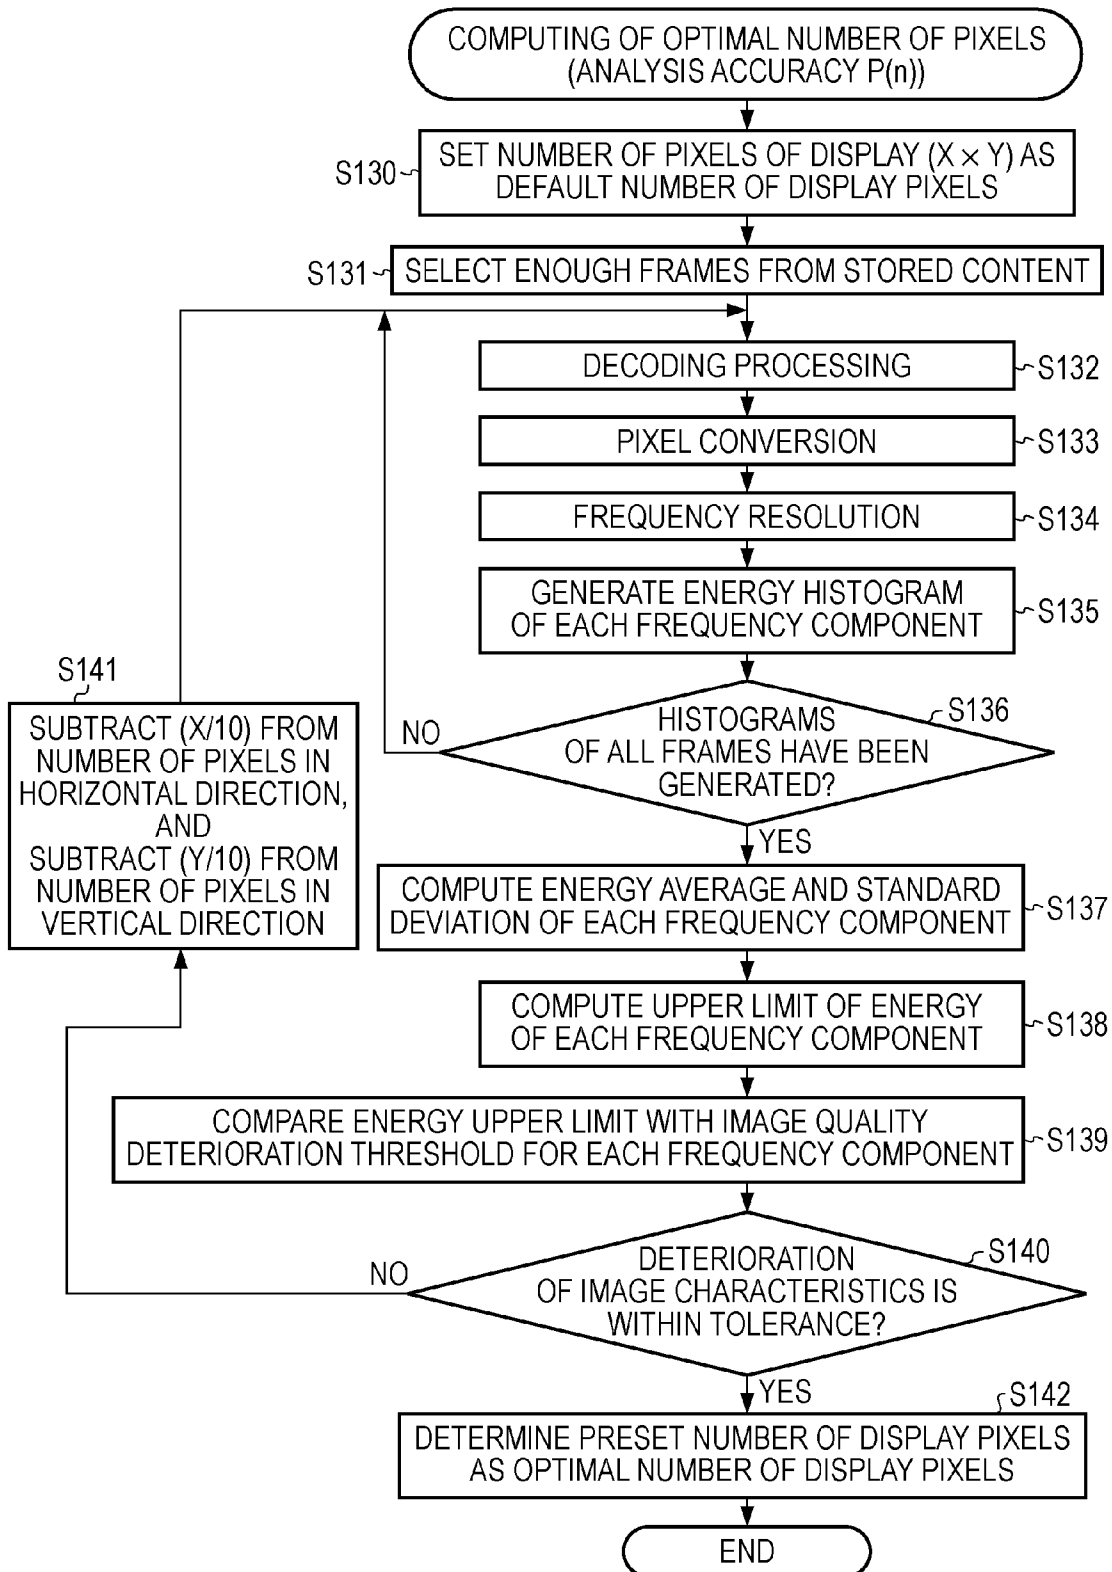 COMPUTING OF OPTIMAL NUMBER OF PIXELS
(ANALYSIS ACCURACY P(n))
S130
SET NUMBER OF PIXELS OF DISPLAY (X × Y) AS
DEFAULT NUMBER OF DISPLAY PIXELS
S131
SELECT ENOUGH FRAMES FROM STORED CONTENT
DECODING PROCESSING
S132
PIXEL CONVERSION
S133
FREQUENCY RESOLUTION
S134
GENERATE ENERGY HISTOGRAM
OF EACH FREQUENCY COMPONENT
S135
S136
HISTOGRAMS
OF ALL FRAMES HAVE BEEN
GENERATED?
NO
YES
S141
SUBTRACT (X/10) FROM
NUMBER OF PIXELS IN
HORIZONTAL DIRECTION,
AND
SUBTRACT (Y/10) FROM
NUMBER OF PIXELS IN
VERTICAL DIRECTION
COMPUTE ENERGY AVERAGE AND STANDARD
DEVIATION OF EACH FREQUENCY COMPONENT
S137
COMPUTE UPPER LIMIT OF ENERGY
OF EACH FREQUENCY COMPONENT
S138
COMPARE ENERGY UPPER LIMIT WITH IMAGE QUALITY
DETERIORATION THRESHOLD FOR EACH FREQUENCY COMPONENT
S139
S140
DETERIORATION
OF IMAGE CHARACTERISTICS IS
WITHIN TOLERANCE?
NO
YES
S142
DETERMINE PRESET NUMBER OF DISPLAY PIXELS
AS OPTIMAL NUMBER OF DISPLAY PIXELS
END